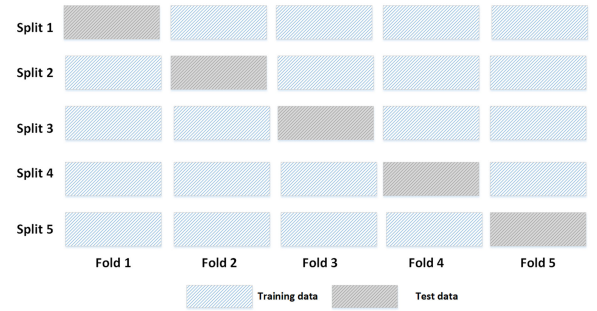 Split 1
Split 2
Split 3
Split 4
Split 5
Fold 1 Fold 2 Fold 3 Fold 4 Fold 5
Training data Test data